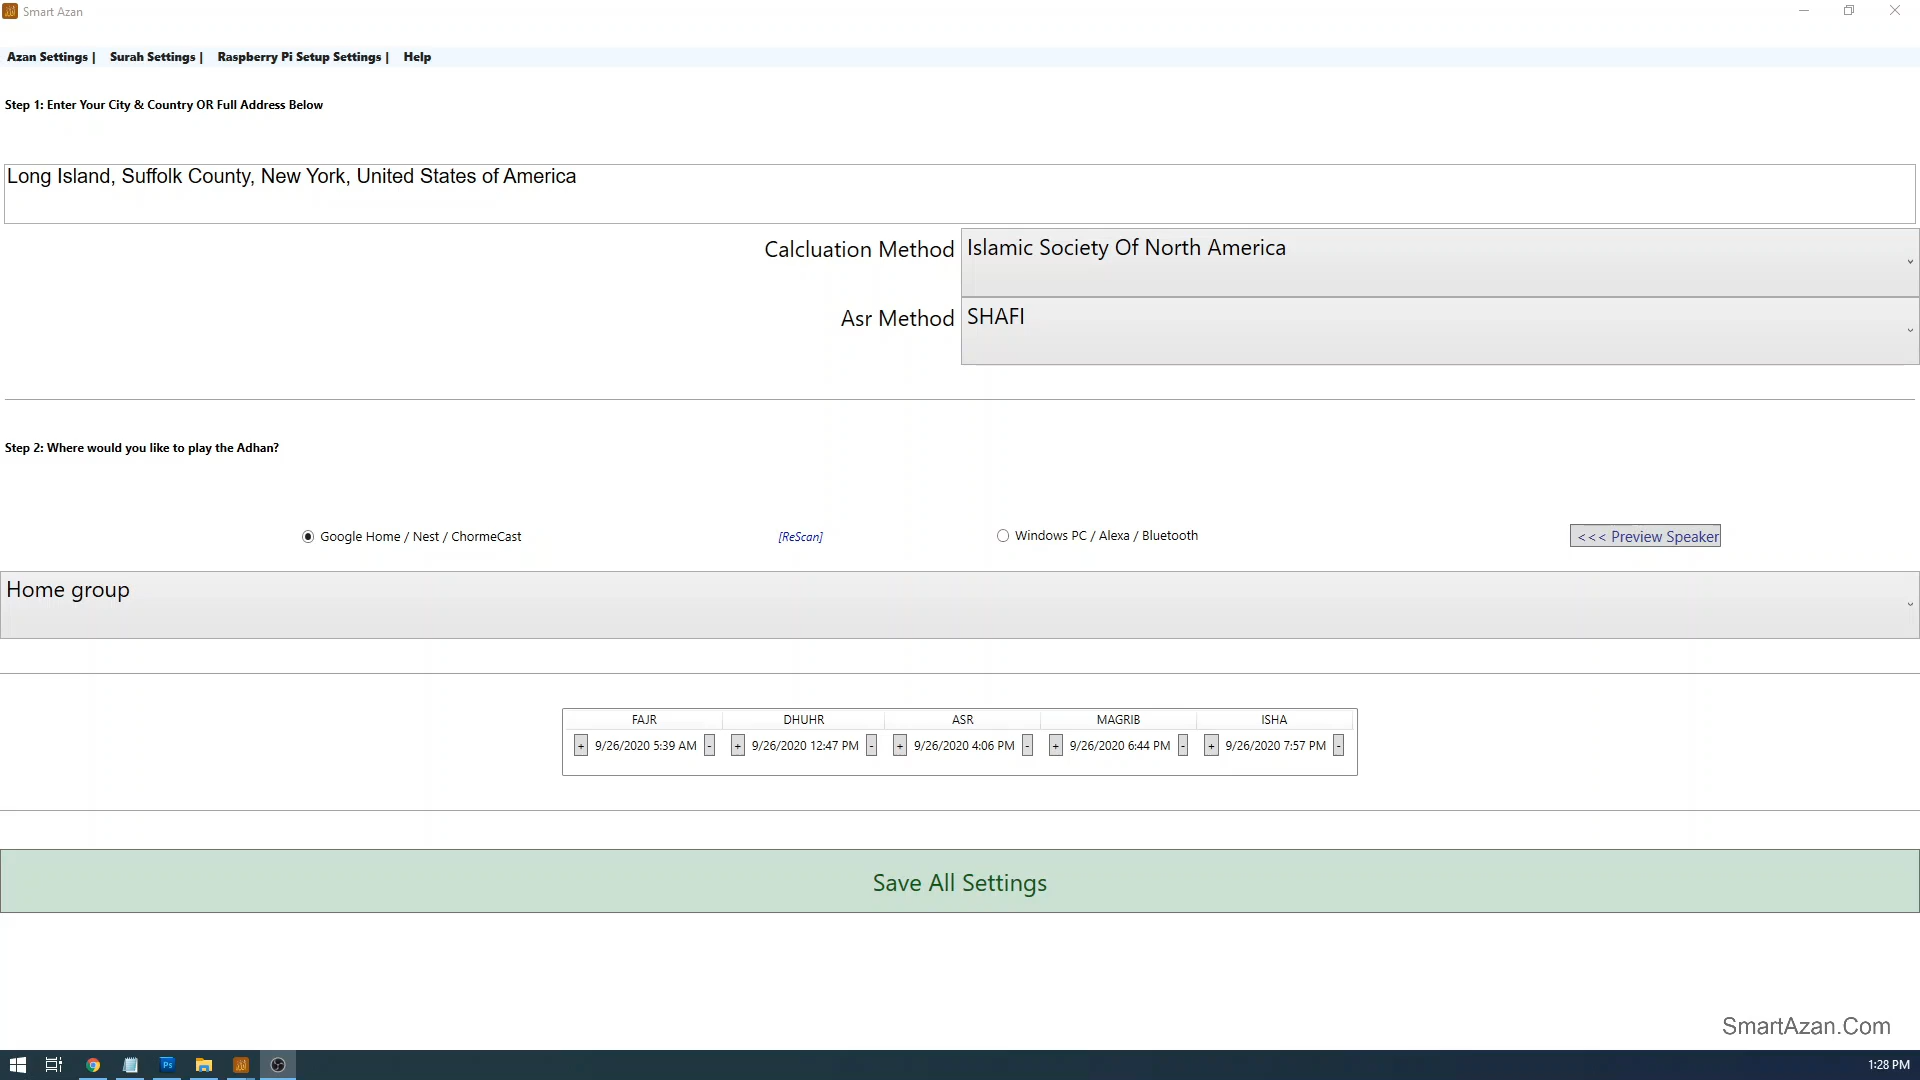 Smart Azan
Azan Settings | Surah Settings | Raspberry Pi Setup Settings | Help
Step 1: Enter Your City & Country OR Full Address Below
Long Island, Suffolk County, New York, United States of America
Calcluation Method Islamic Society Of North America
Asr Method SHAFI
Step 2: Where would you like to play the Adhan?
Google Home / Nest / ChormeCast [ReScan] Windows PC / Alexa / Bluetooth <<< Preview Speaker
Home group
FAJR DHUHR ASR MAGRIB ISHA
+ 9/26/2020 5:39 AM - + 9/26/2020 12:47 PM - + 9/26/2020 4:06 PM - + 9/26/2020 6:44 PM - + 9/26/2020 7:57 PM -
Save All Settings
SmartAzan.Com
Ps
1:28 PM